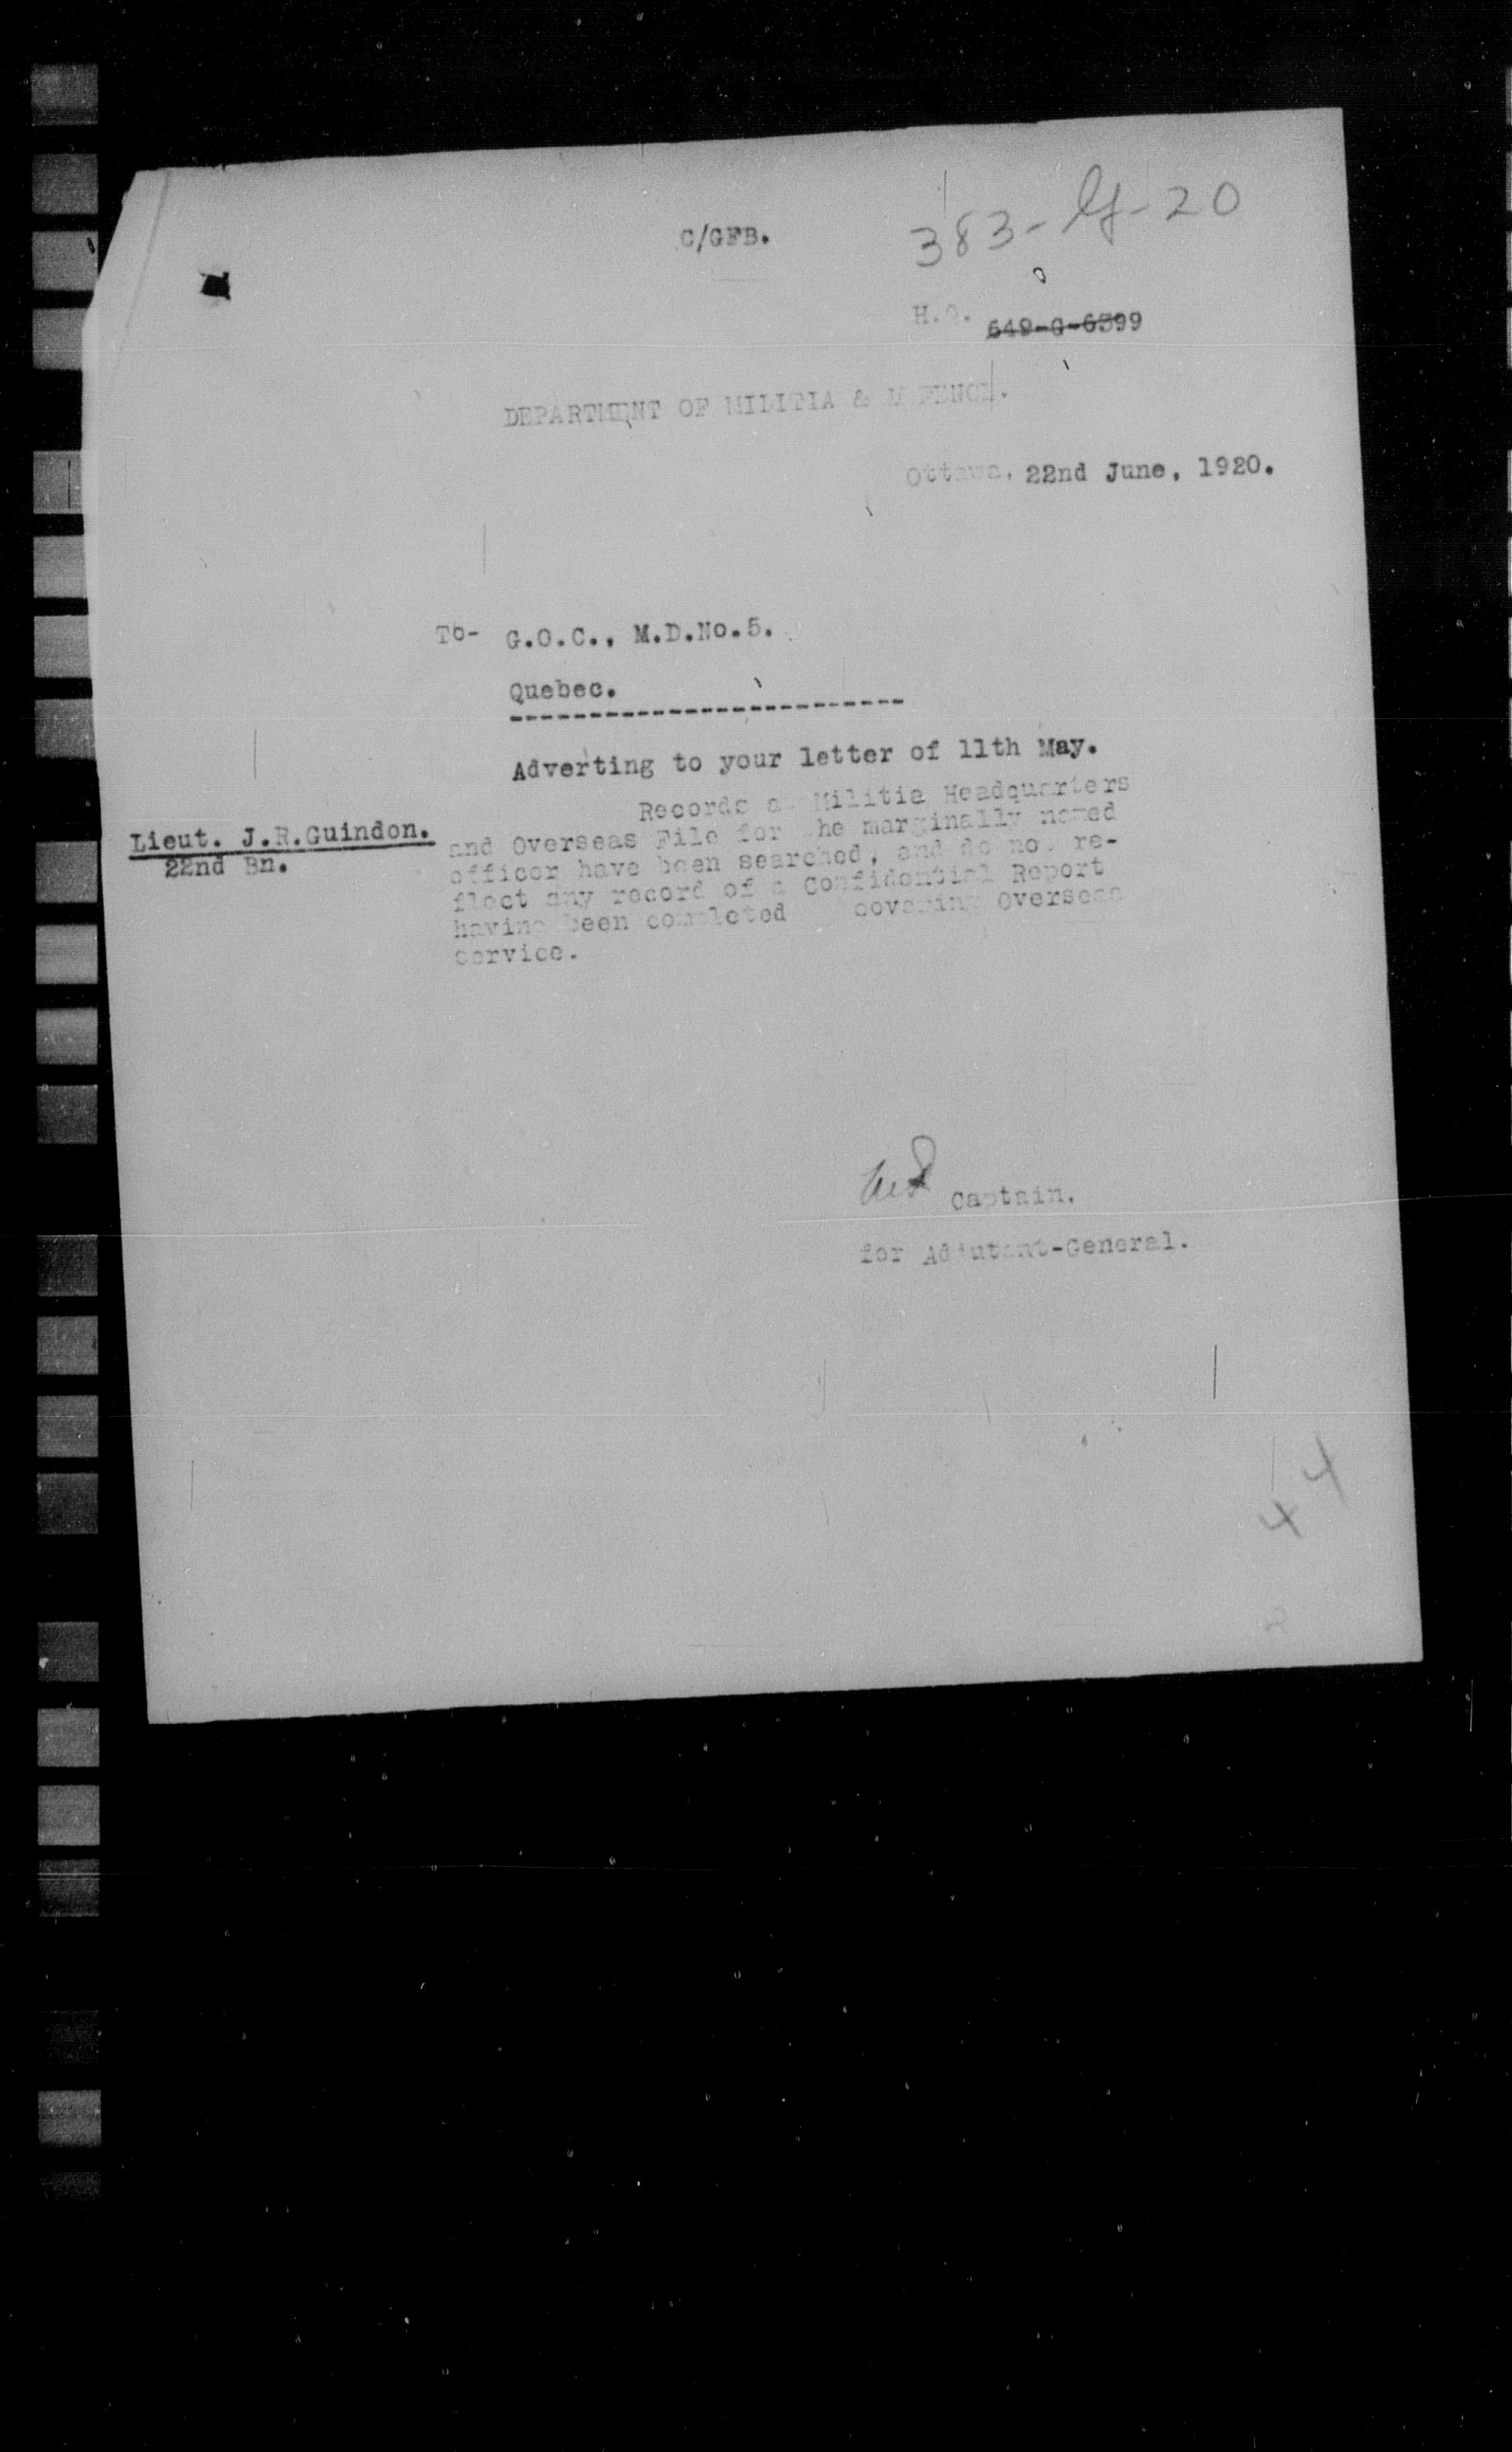 C/GFB.
383-G-20
H.Q. 649-G-6399
DEPARTMENT OF MILITIA & DEFENCE.
Ottawa, 22nd June, 1920.
To- G.O.C., M.D.No.5.
Quebec.
-------------------------
Adverting to your letter of 11th May.
Lieut. J.R.Guindon.
22nd Bn.
Records at Militia Headquarters
and Overseas File for the marginally named
officer have been searched, and do not re-
flect any record of a Confidential Report
having been completed covering Overseas
service.
Captain,
for Adjutant-General.
44